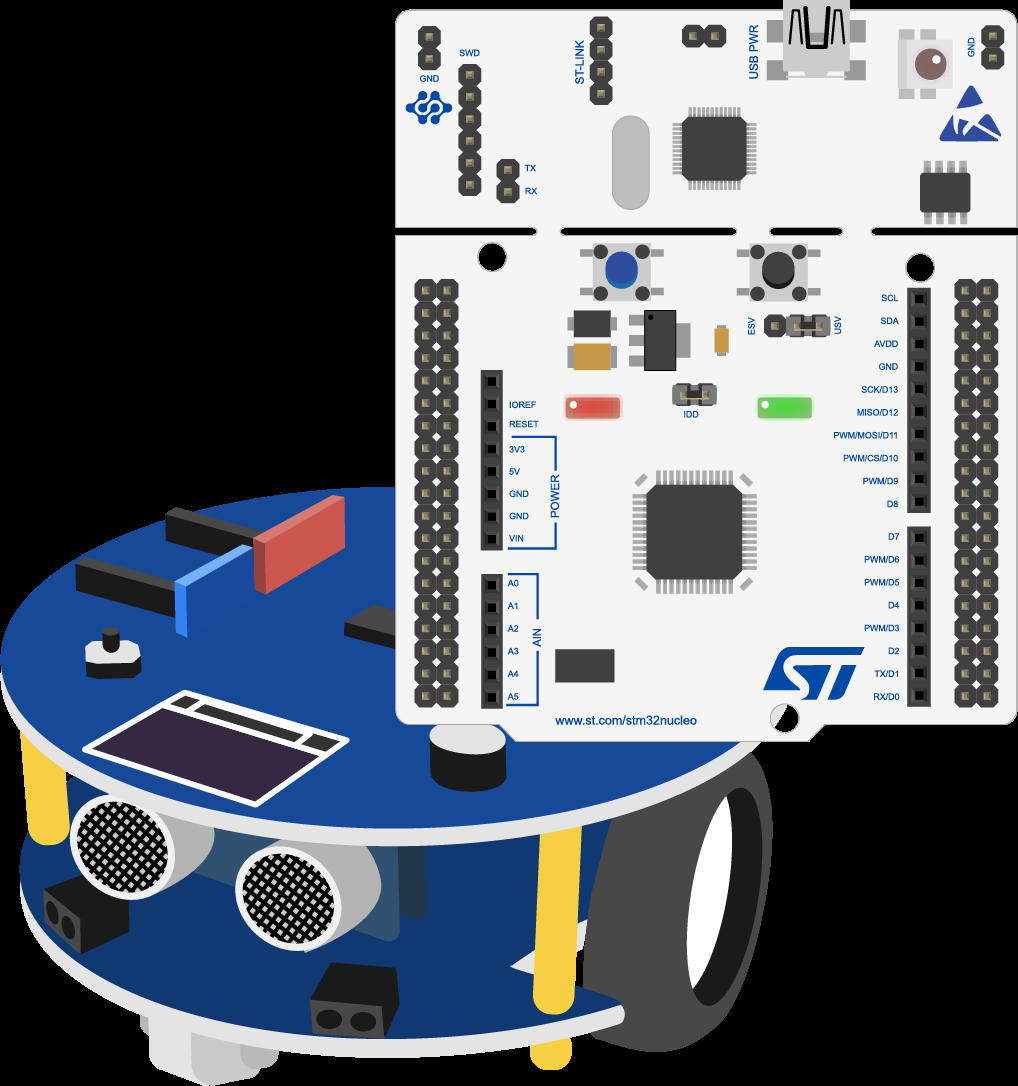 SWD
GND
TX
RX
ST-LINK
USB PWR
GND
E5V
U5V
IDD
IOREF
RESET
3V3
5V
GND
GND
VIN
POWER
A0
A1
A2
A3
A4
A5
AIN
SCL
SDA
AVDD
GND
SCK/D13
MISO/D12
PWM/MOSI/D11
PWM/CS/D10
PWM/D9
D8
D7
PWM/D6
PWM/D5
D4
PWM/D3
D2
TX/D1
RX/D0
ST
www.st.com/stm32nucleo